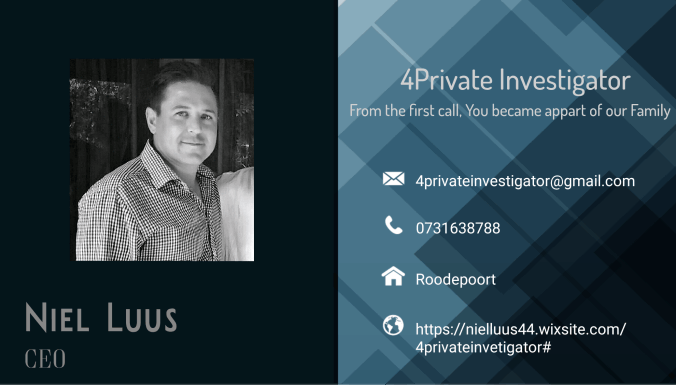 4Private Investigator
From the first call, You became appart of our Family
4privateinvestigator@gmail.com
0731638788
Roodepoort
https://nielluus44.wixsite.com/
4privateinvetigator#
Niel Luus
CEO